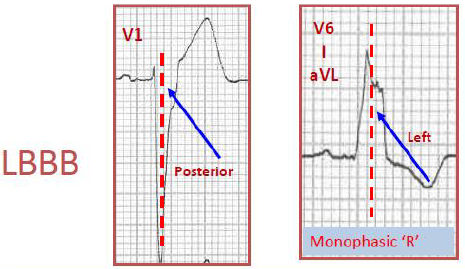 LBBB
V1
Posterior
V6
I
aVL
Left
Monophasic ‘R’